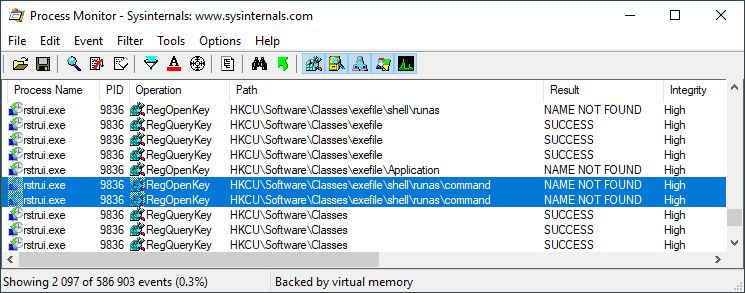 Process Monitor - Sysinternals: www.sysinternals.com
File Edit Event Filter Tools Options Help
Process Name PID Operation Path Result Integrity
rstrui.exe 9836 RegOpenKey HKCU\Software\Classes\exefile\shell\runas NAME NOT FOUND High
rstrui.exe 9836 RegQueryKey HKCU\Software\Classes\exefile SUCCESS High
rstrui.exe 9836 RegQueryKey HKCU\Software\Classes\exefile SUCCESS High
rstrui.exe 9836 RegQueryKey HKCU\Software\Classes\exefile SUCCESS High
rstrui.exe 9836 RegOpenKey HKCU\Software\Classes\exefile\Application NAME NOT FOUND High
rstrui.exe 9836 RegOpenKey HKCU\Software\Classes\exefile\shell\runas\command NAME NOT FOUND High
rstrui.exe 9836 RegOpenKey HKCU\Software\Classes\exefile\shell\runas\command NAME NOT FOUND High
rstrui.exe 9836 RegQueryKey HKCU\Software\Classes SUCCESS High
rstrui.exe 9836 RegQueryKey HKCU\Software\Classes SUCCESS High
rstrui.exe 9836 RegQueryKey HKCU\Software\Classes SUCCESS High
Showing 2 097 of 586 903 events (0.3%) Backed by virtual memory